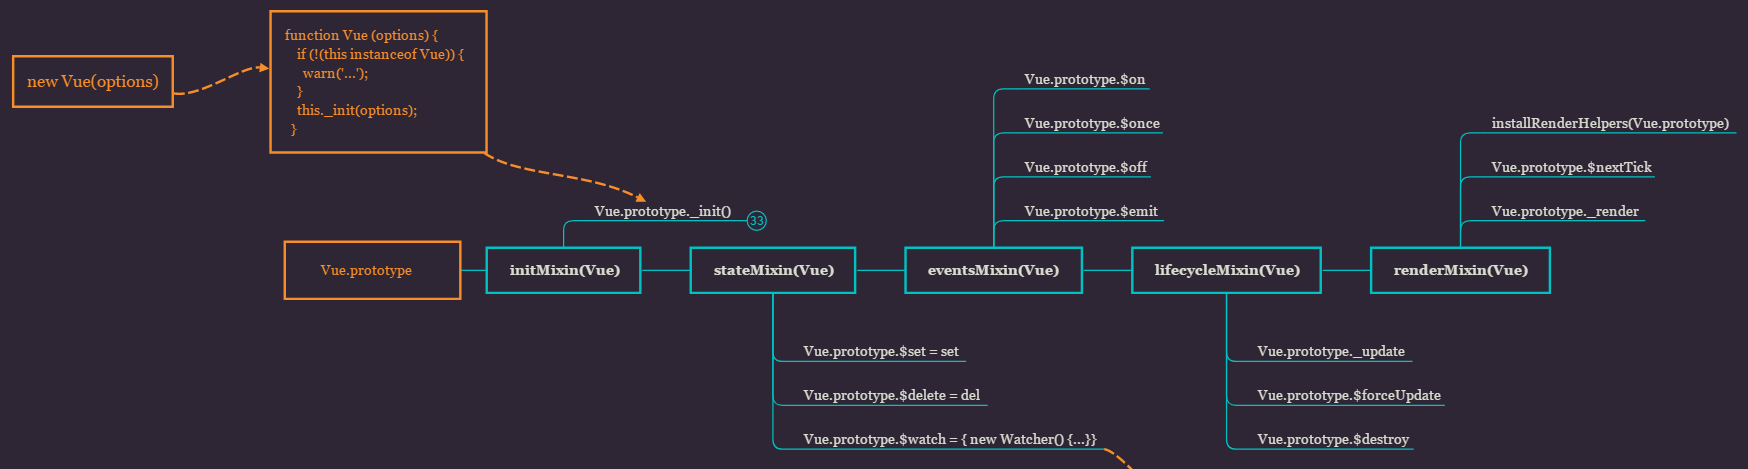 new Vue(options)
function Vue (options) {
if (!(this instanceof Vue)) {
warn('...');
}
this._init(options);
}
Vue.prototype._init()
33
Vue.prototype.$on
Vue.prototype.$once
Vue.prototype.$off
Vue.prototype.$emit
installRenderHelpers(Vue.prototype)
Vue.prototype.$nextTick
Vue.prototype._render
Vue.prototype
initMixin(Vue)
stateMixin(Vue)
eventsMixin(Vue)
lifecycleMixin(Vue)
renderMixin(Vue)
Vue.prototype.$set = set
Vue.prototype.$delete = del
Vue.prototype.$watch = { new Watcher() {...}}
Vue.prototype._update
Vue.prototype.$forceUpdate
Vue.prototype.$destroy